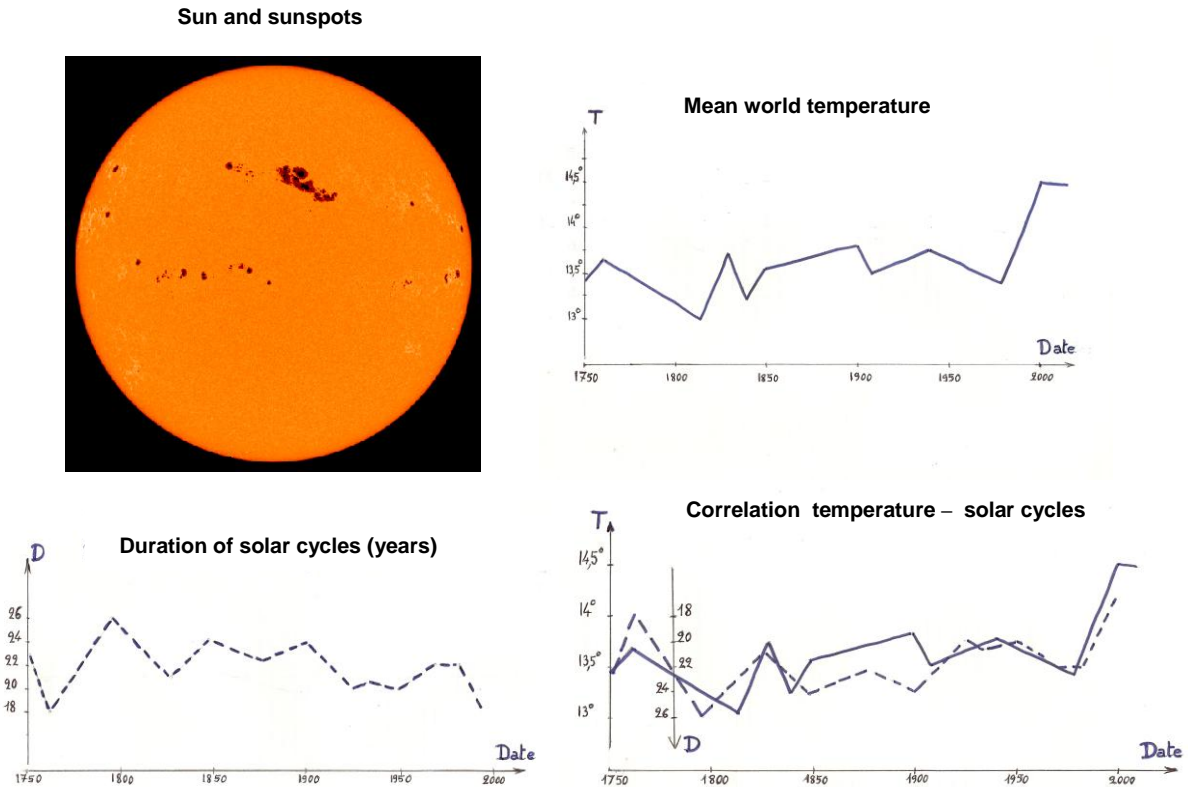 Sun and sunspots
Mean world temperature
T
14,5°
14°
13,5°
13°
Date
1750 1800 1850 1900 1950 2000
Duration of solar cycles (years)
D
26
24
22
20
18
Date
1750 1800 1850 1900 1950 2000
Correlation temperature – solar cycles
T
14,5°
14°
13,5°
13°
18
20
22
24
26
D
Date
1750 1800 1850 1900 1950 2000